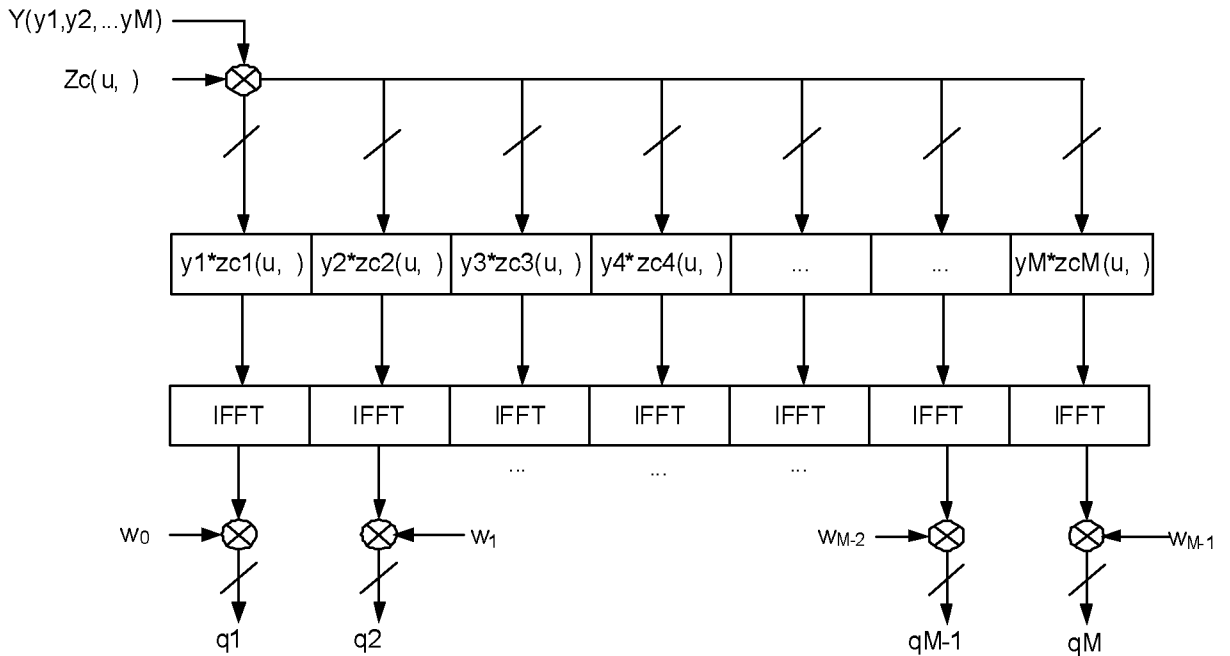 Y(y1,y2,...yM)
Zc(u, )
y1*zc1(u, ) y2*zc2(u, ) y3*zc3(u, ) y4*zc4(u, ) ... ... yM*zcM(u, )
IFFT IFFT IFFT IFFT IFFT IFFT IFFT
... ... ...
w0 w1 wM-2 wM-1
q1 q2 qM-1 qM